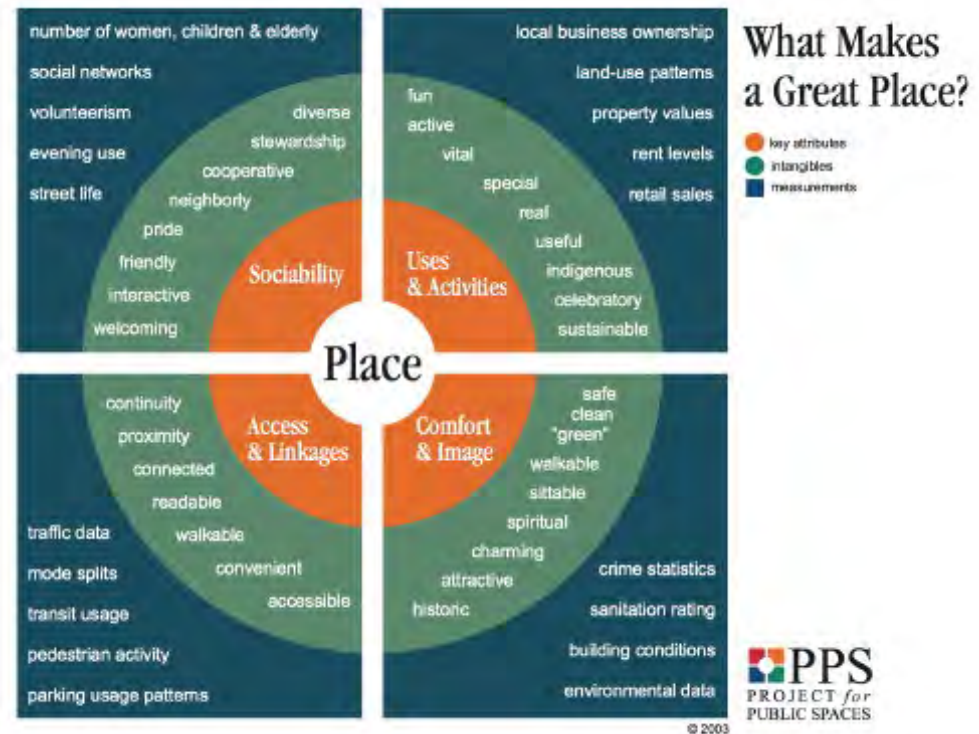 What Makes
a Great Place?
key attributes
intangibles
measurements
number of women, children & elderly
social networks
volunteerism
evening use
street life
diverse
stewardship
cooperative
neighborly
pride
friendly
interactive
welcoming
Sociability
local business ownership
land-use patterns
property values
rent levels
retail sales
fun
active
vital
special
real
useful
indigenous
celebratory
sustainable
Uses
& Activities
Place
continuity
proximity
connected
readable
walkable
convenient
accessible
Access
& Linkages
traffic data
mode splits
transit usage
pedestrian activity
parking usage patterns
Comfort
& Image
safe
clean
"green"
walkable
sittable
spiritual
charming
attractive
historic
crime statistics
sanitation rating
building conditions
environmental data
PPS
PROJECT for
PUBLIC SPACES
© 2003